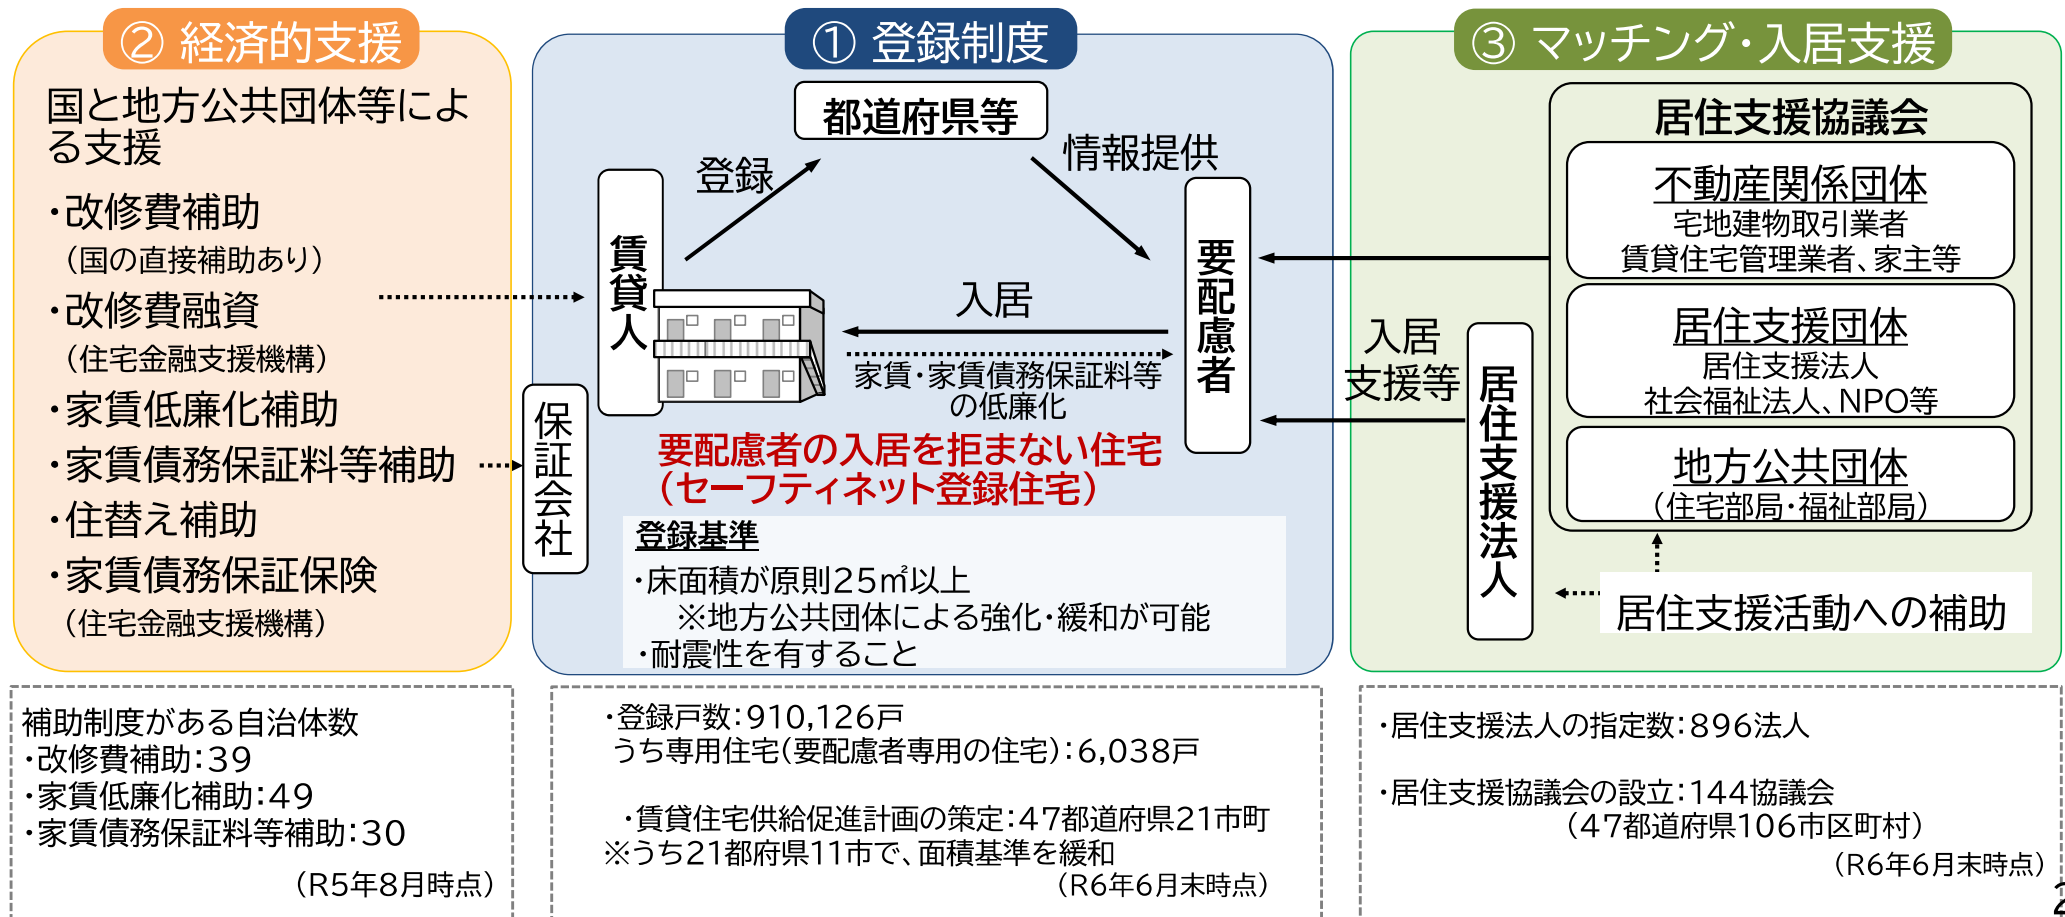 ② 経済的支援
国と地方公共団体等によ
る支援
・改修費補助
（国の直接補助あり）
・改修費融資
（住宅金融支援機構）
・家賃低廉化補助
・家賃債務保証料等補助
・住替え補助
・家賃債務保証保険
（住宅金融支援機構）
① 登録制度
都道府県等
登録
情報提供
賃貸人
要配慮者
入居
家賃・家賃債務保証料等
の低廉化
保証会社
要配慮者の入居を拒まない住宅
（セーフティネット登録住宅）
登録基準
・床面積が原則25㎡以上
※地方公共団体による強化・緩和が可能
・耐震性を有すること
③ マッチング・入居支援
居住支援協議会
不動産関係団体
宅地建物取引業者
賃貸住宅管理業者、家主等
居住支援団体
居住支援法人
社会福祉法人、NPO等
地方公共団体
（住宅部局・福祉部局）
入居
支援等
居住支援法人
居住支援活動への補助
補助制度がある自治体数
・改修費補助：39
・家賃低廉化補助：49
・家賃債務保証料等補助：30
（R5年8月時点）
・登録戸数：910,126戸
うち専用住宅（要配慮者専用の住宅）：6,038戸
・賃貸住宅供給促進計画の策定：47都道府県21市町
※うち21都府県11市で、面積基準を緩和
（R6年6月末時点）
・居住支援法人の指定数：896法人
・居住支援協議会の設立：144協議会
（47都道府県106市区町村）
（R6年6月末時点）